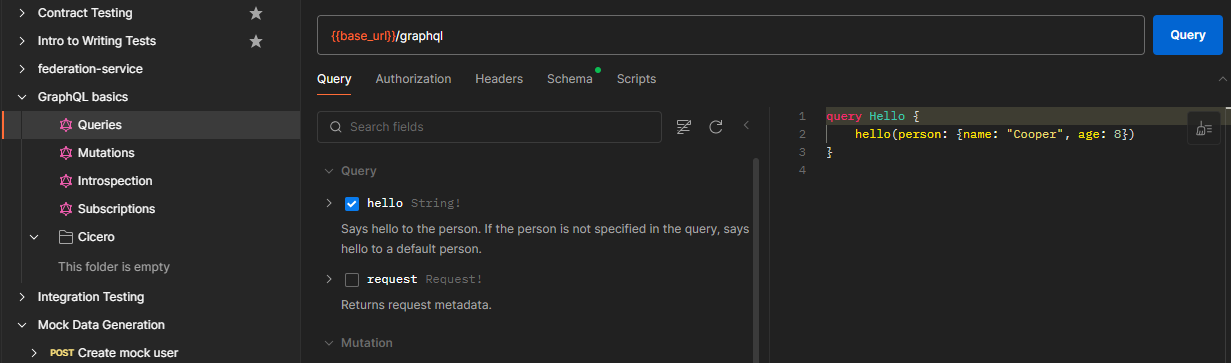 Contract Testing
Intro to Writing Tests
federation-service
GraphQL basics
Queries
Mutations
Introspection
Subscriptions
Cicero
This folder is empty
Integration Testing
Mock Data Generation
POST Create mock user
{{base_url}}/graphql
Query
Query Authorization Headers Schema Scripts
Search fields
Query
hello String!
Says hello to the person. If the person is not specified in the query, says
hello to a default person.
request Request!
Returns request metadata.
Mutation
1 query Hello {
2 hello(person: {name: "Cooper", age: 8})
3 }
4